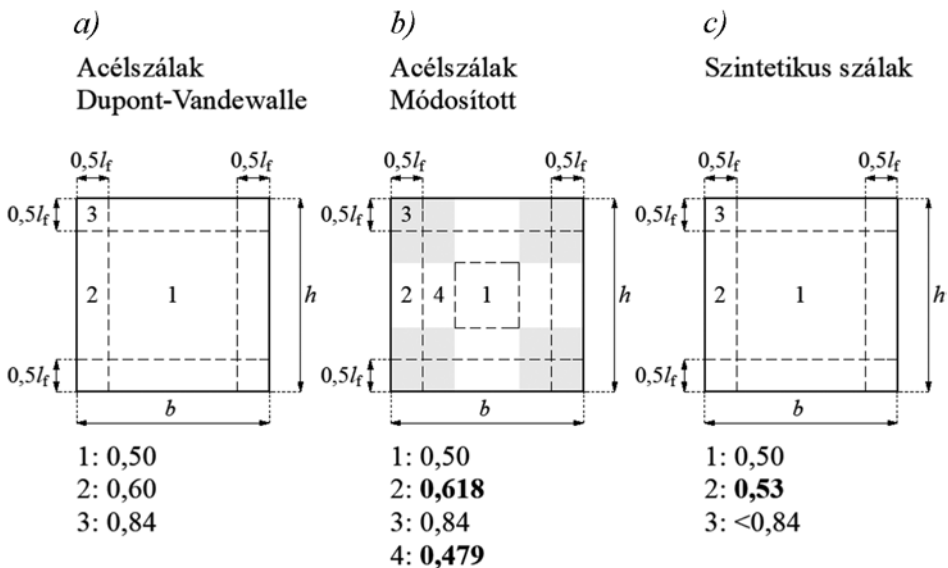 a)
Acélszálak
Dupont-Vandewalle
0,5lf
0,5lf
0,5lf
3
2
1
h
0,5lf
b
1: 0,50
2: 0,60
3: 0,84
b)
Acélszálak
Módosított
0,5lf
0,5lf
0,5lf
3
2
4
1
h
0,5lf
b
1: 0,50
2: 0,618
3: 0,84
4: 0,479
c)
Szintetikus szálak
0,5lf
0,5lf
0,5lf
3
2
1
h
0,5lf
b
1: 0,50
2: 0,53
3: <0,84